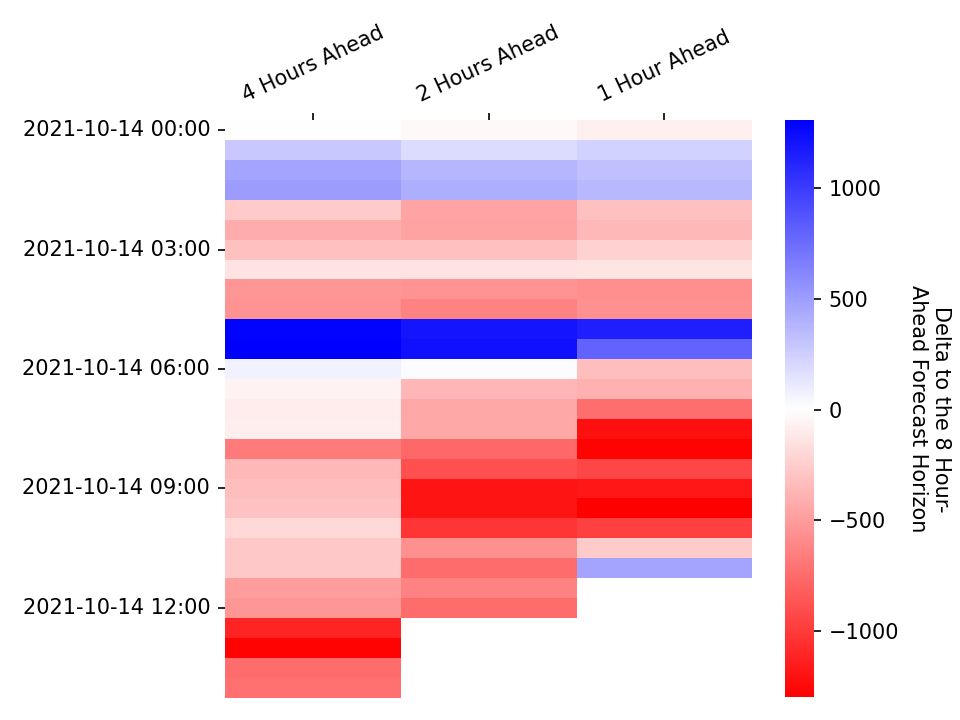 4 Hours Ahead
2 Hours Ahead
1 Hour Ahead
2021-10-14 00:00
2021-10-14 03:00
2021-10-14 06:00
2021-10-14 09:00
2021-10-14 12:00
1000
500
0
−500
−1000
Delta to the 8 Hour-
Ahead Forecast Horizon